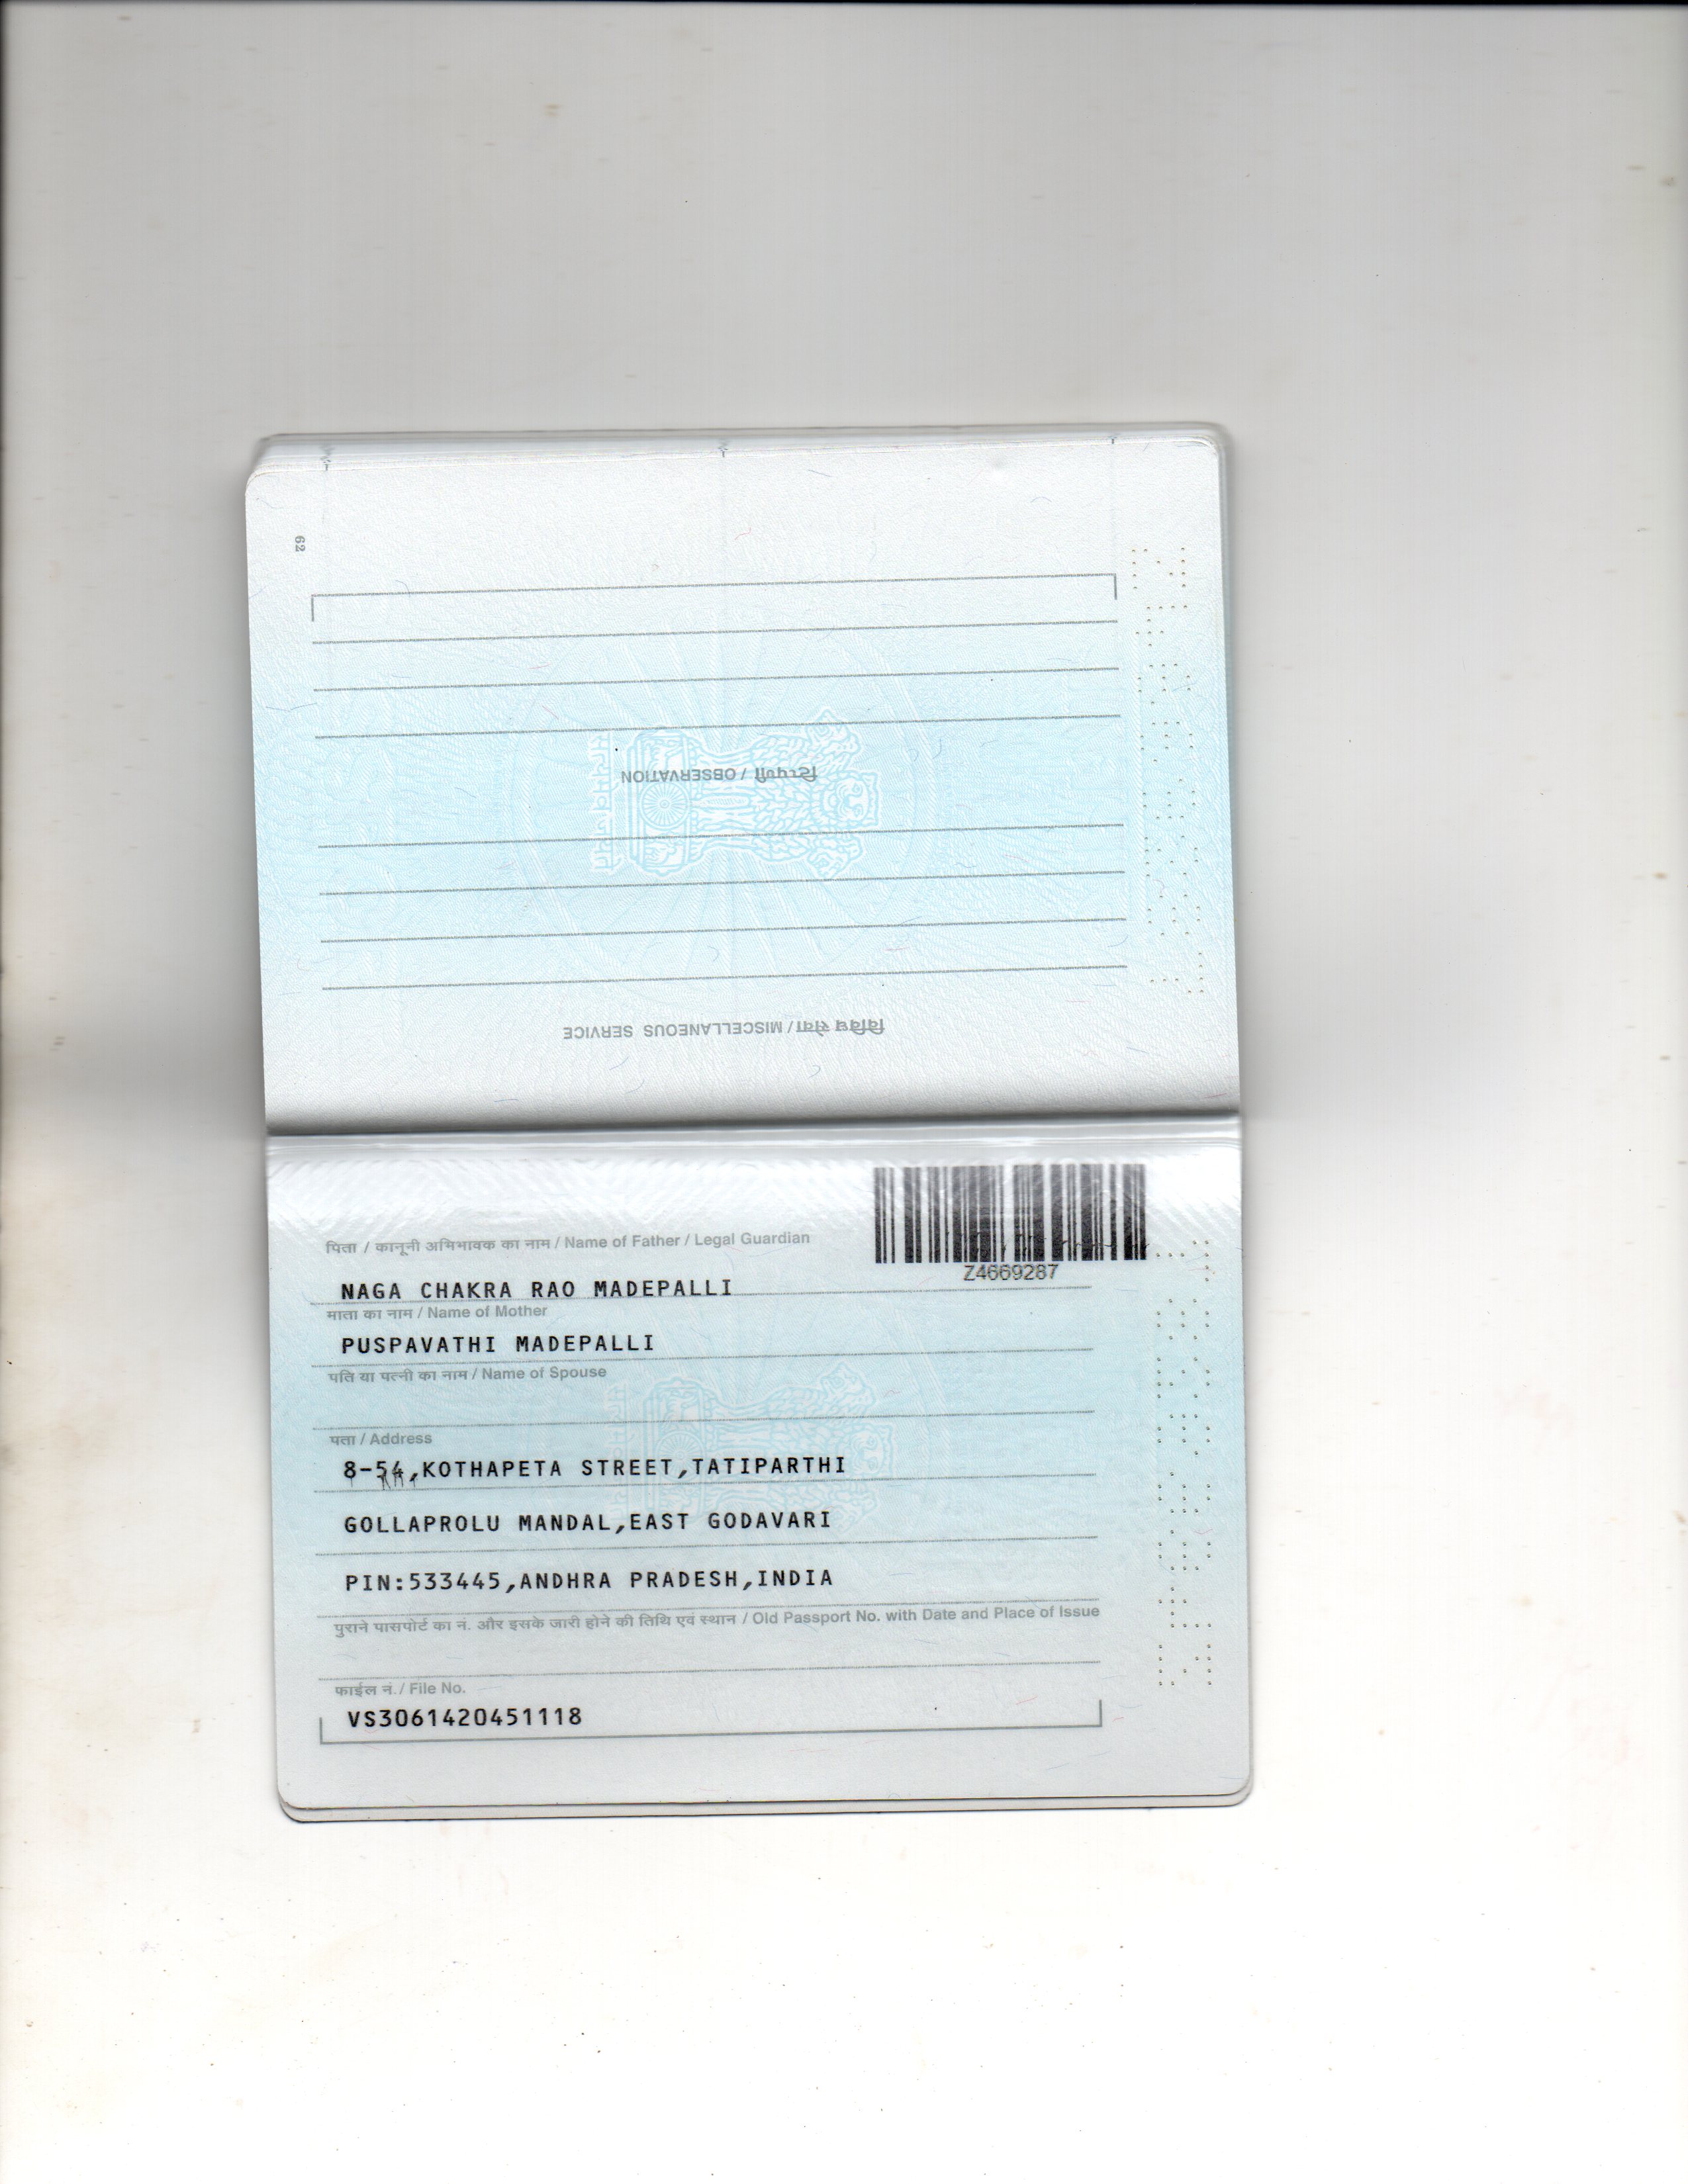 62
टिप्पणी / OBSERVATION
विविध सेवा / MISCELLANEOUS SERVICE
Z4669287
पिता / कानूनी अभिभावक का नाम / Name of Father / Legal Guardian
NAGA CHAKRA RAO MADEPALLI
माता का नाम / Name of Mother
PUSPAVATHI MADEPALLI
पति या पत्नी का नाम / Name of Spouse
पता / Address
8-54,KOTHAPETA STREET,TATIPARTHI
GOLLAPROLU MANDAL,EAST GODAVARI
PIN:533445,ANDHRA PRADESH,INDIA
पुराने पासपोर्ट का नं. और इसके जारी होने की तिथि एवं स्थान / Old Passport No. with Date and Place of Issue
फाईल नं. / File No.
VS3061420451118